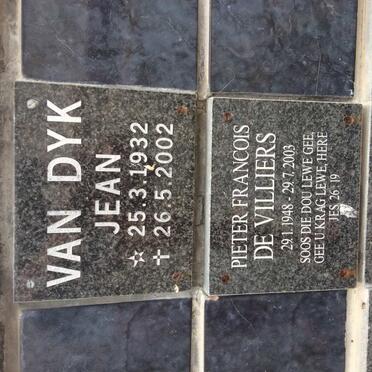 VAN DYK
JEAN
☆ 25.3.1932
✝ 26.5.2002
PIETER FRANCOIS
DE VILLIERS
29.1.1948 - 29.7.2003
SOOS DIE DOU LEWE GEE,
GEE U KRAG LEWE, HERE
JES 26:19